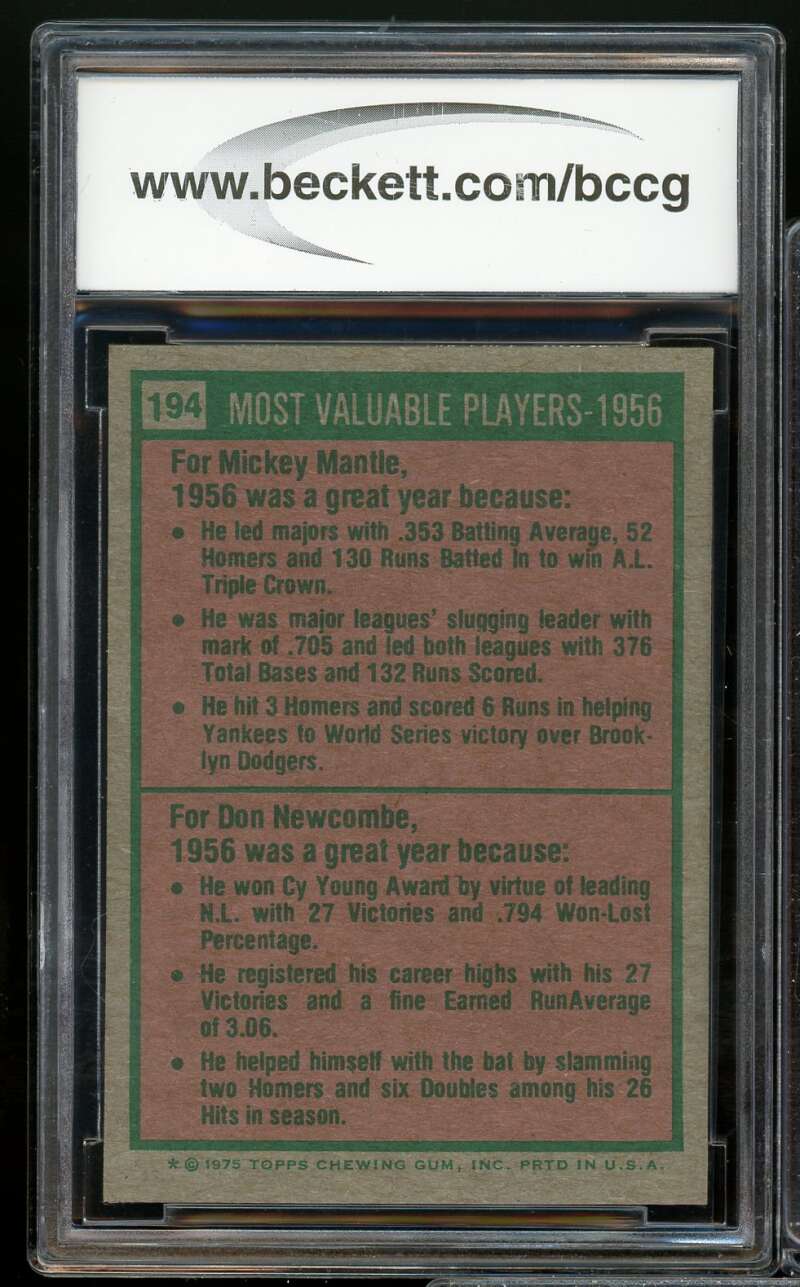 www.beckett.com/bccg
194 MOST VALUABLE PLAYERS-1956
For Mickey Mantle,
1956 was a great year because:
• He led majors with .353 Batting Average, 52
Homers and 130 Runs Batted In to win A.L.
Triple Crown.
• He was major leagues' slugging leader with
mark of .705 and led both leagues with 376
Total Bases and 132 Runs Scored.
• He hit 3 Homers and scored 6 Runs in helping
Yankees to World Series victory over Brook-
lyn Dodgers.
For Don Newcombe,
1956 was a great year because:
• He won Cy Young Award by virtue of leading
N.L. with 27 Victories and .794 Won-Lost
Percentage.
• He registered his career highs with his 27
Victories and a fine Earned RunAverage
of 3.06.
• He helped himself with the bat by slamming
two Homers and six Doubles among his 26
Hits in season.
* © 1975 TOPPS CHEWING GUM, INC. PRTD IN U.S.A.